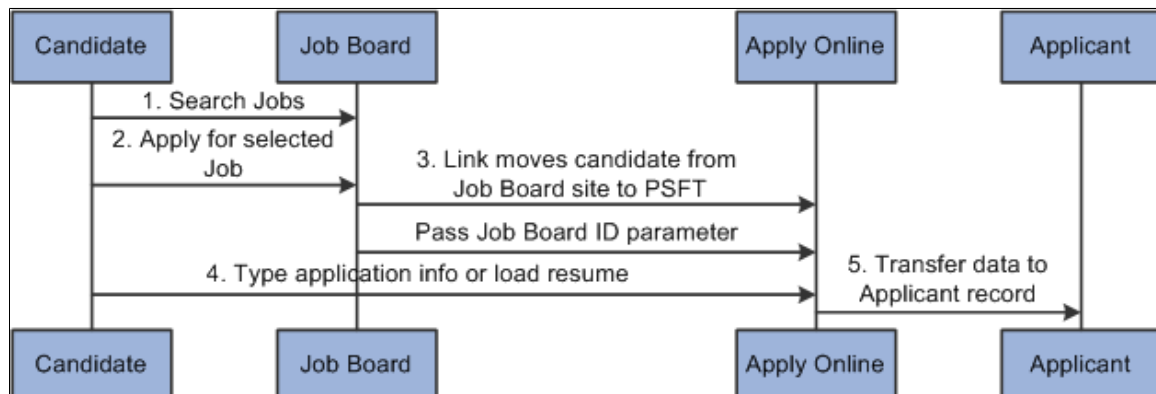 Candidate
Job Board
Apply Online
Applicant
1. Search Jobs
2. Apply for selected
Job
3. Link moves candidate from
Job Board site to PSFT
Pass Job Board ID parameter
4. Type application info or load resume
5. Transfer data to
Applicant record
Candidate
Job Board
Apply Online
Applicant